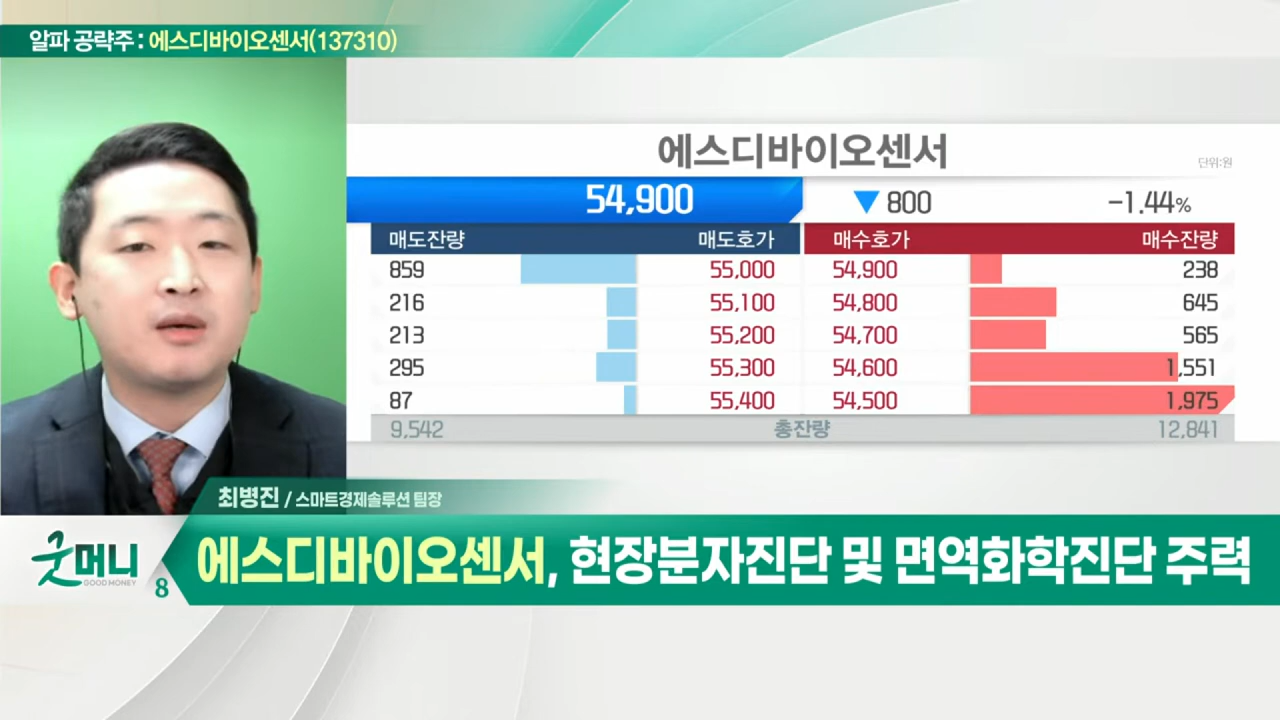 알파 공략주 : 에스디바이오센서(137310)
에스디바이오센서
단위:원
54,900 ▼ 800 -1.44%
매도잔량 매도호가 매수호가 매수잔량
859 55,000 54,900 238
216 55,100 54,800 645
213 55,200 54,700 565
295 55,300 54,600 1,551
87 55,400 54,500 1,975
9,542 총잔량 12,841
최병진 / 스마트경제솔루션 팀장
굿머니 GOOD MONEY 8
에스디바이오센서, 현장분자진단 및 면역화학진단 주력